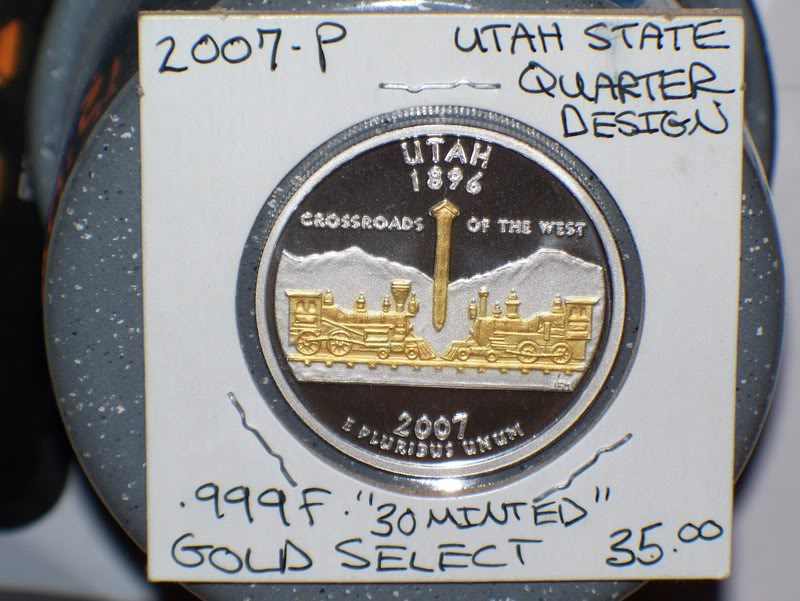 2007-P
UTAH STATE
QUARTER
DESIGN
UTAH
1896
CROSSROADS OF THE WEST
2007
E PLURIBUS UNUM
.999F. "30 MINTED"
GOLD SELECT 35.00